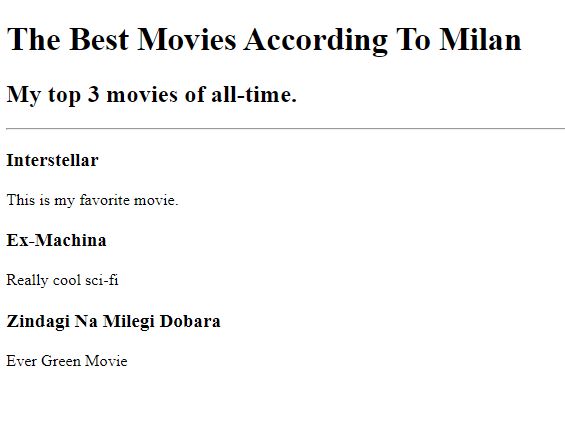 The Best Movies According To Milan
My top 3 movies of all-time.
Interstellar
This is my favorite movie.
Ex-Machina
Really cool sci-fi
Zindagi Na Milegi Dobara
Ever Green Movie